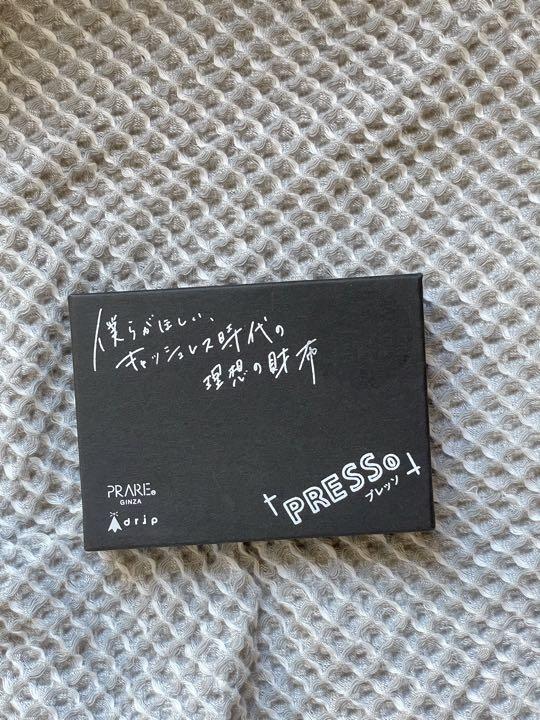 僕らがほしい、
キャッシュレス時代の
理想の財布
PRARE
GINZA
drip
PRESSo
プレッソ